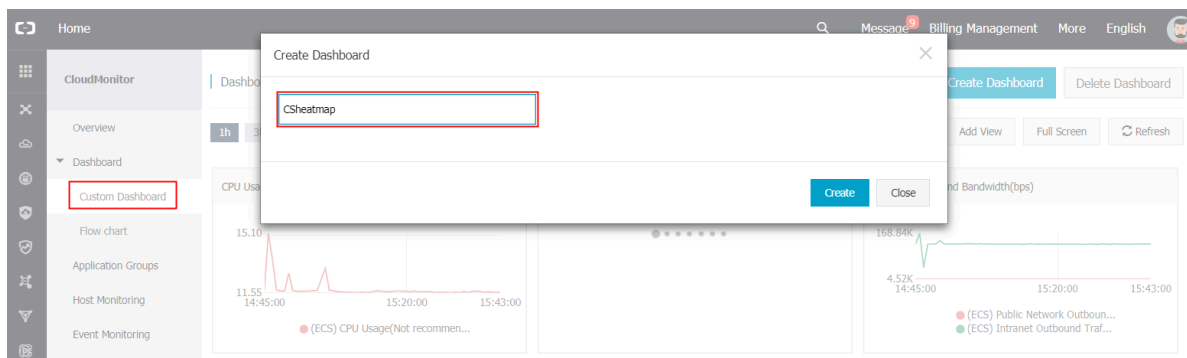 Home
Message 9 Billing Management More English
Create Dashboard
CloudMonitor
Dashbo
Create Dashboard Delete Dashboard
CSheatmap
Overview
1h 3
Add View Full Screen Refresh
Dashboard
CPU Usa
Create Close
nd Bandwidth(bps)
Custom Dashboard
Flow chart
15.10
168.84K
Application Groups
11.55
4.52K
14:45:00 15:20:00 15:43:00
14:45:00 15:20:00 15:43:00
Host Monitoring
(ECS) Public Network Outboun...
(ECS) CPU Usage(Not recommen...
(ECS) Intranet Outbound Traf...
Event Monitoring